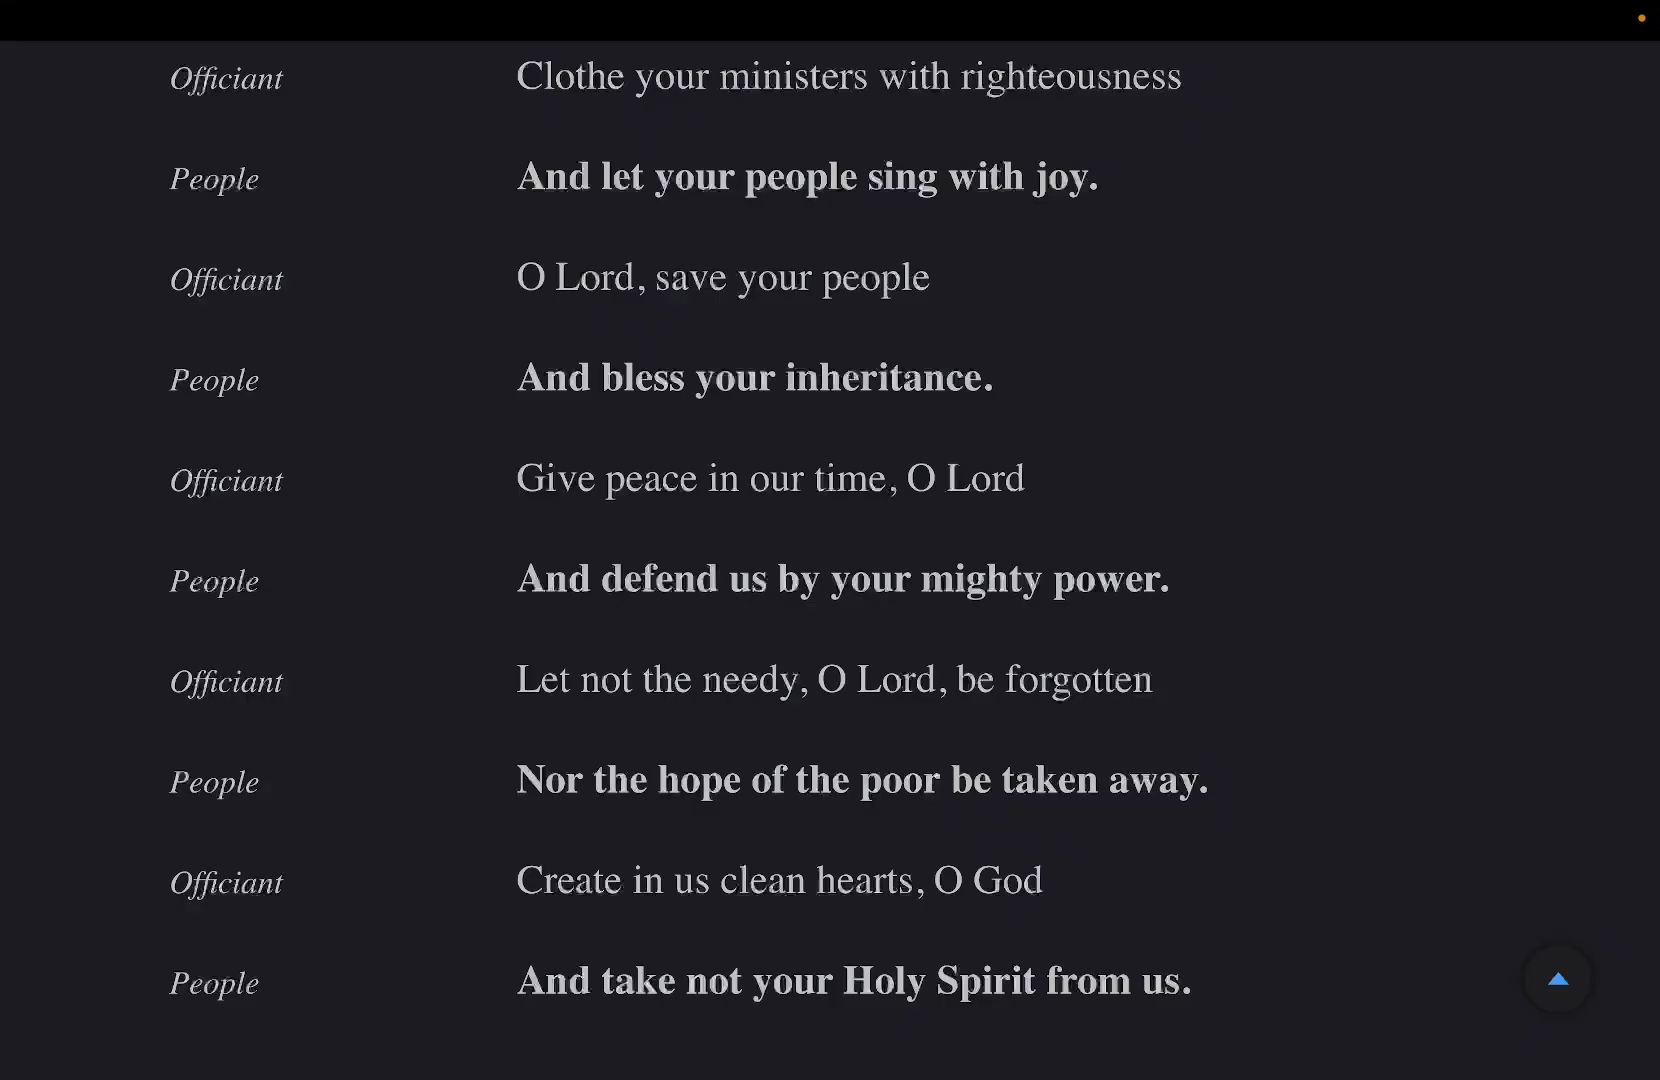 Officiant Clothe your ministers with righteousness
People And let your people sing with joy.
Officiant O Lord, save your people
People And bless your inheritance.
Officiant Give peace in our time, O Lord
People And defend us by your mighty power.
Officiant Let not the needy, O Lord, be forgotten
People Nor the hope of the poor be taken away.
Officiant Create in us clean hearts, O God
People And take not your Holy Spirit from us.